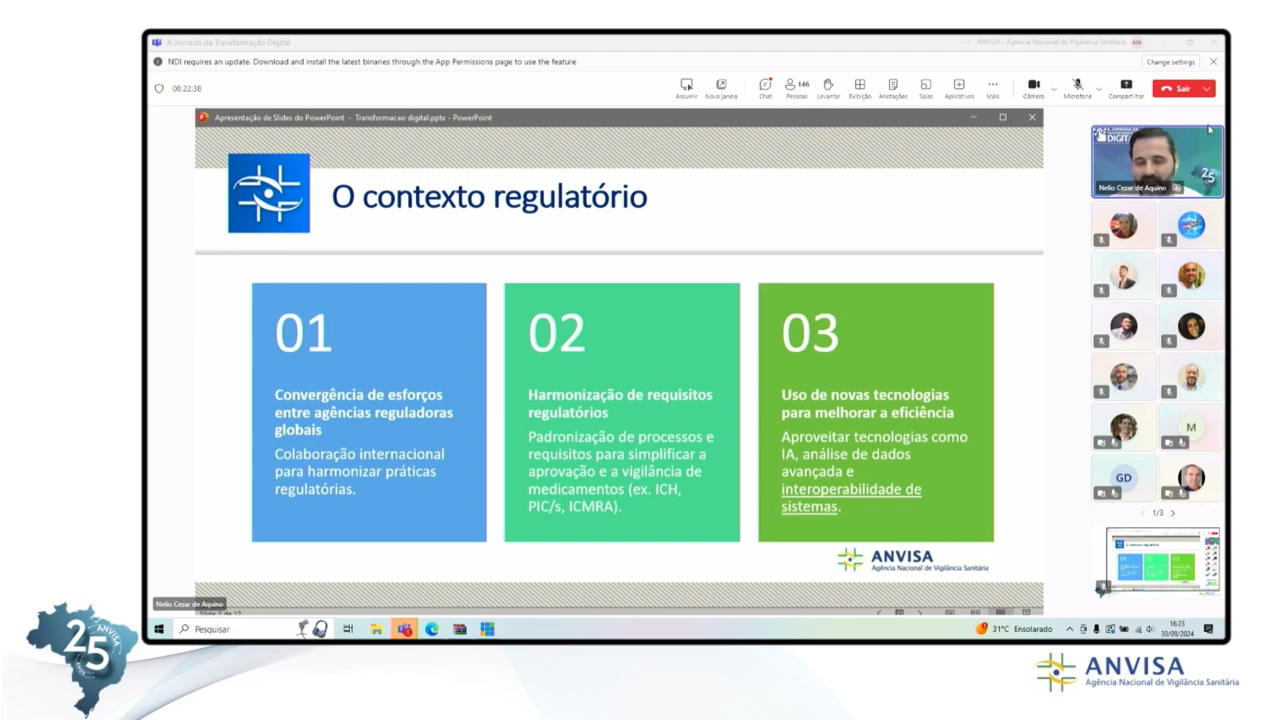 A Jornada da Transformação Digital
ANVISA - Agência Nacional de Vigilância Sanitária
NDI requires an update. Download and install the latest binaries through the App Permissions page to use the feature
Change settings
08:22:38
Assumir
Nova janela
Chat
146
Pessoas
Levantar
Exibição
Anotações
Salas
Aplicativos
Mais
Câmera
Microfone
Compartilhar
Sair
Apresentação de Slides do PowerPoint - Transformacao digital.pptx - PowerPoint
O contexto regulatório
01
Convergência de esforços
entre agências reguladoras
globais
Colaboração internacional
para harmonizar práticas
regulatórias.
02
Harmonização de requisitos
regulatórios
Padronização de processos e
requisitos para simplificar a
aprovação e a vigilância de
medicamentos (ex. ICH,
PIC/s, ICMRA).
03
Uso de novas tecnologias
para melhorar a eficiência
Aproveitar tecnologias como
IA, análise de dados
avançada e
interoperabilidade de
sistemas.
ANVISA
Agência Nacional de Vigilância Sanitária
DIGIT
25
Nelio Cezar de Aquino
M
GD
1/3
Nelio Cezar de Aquino
Pesquisar
31°C Ensolarado
16:23
30/09/2024
25
ANVISA
ANVISA
Agência Nacional de Vigilância Sanitária